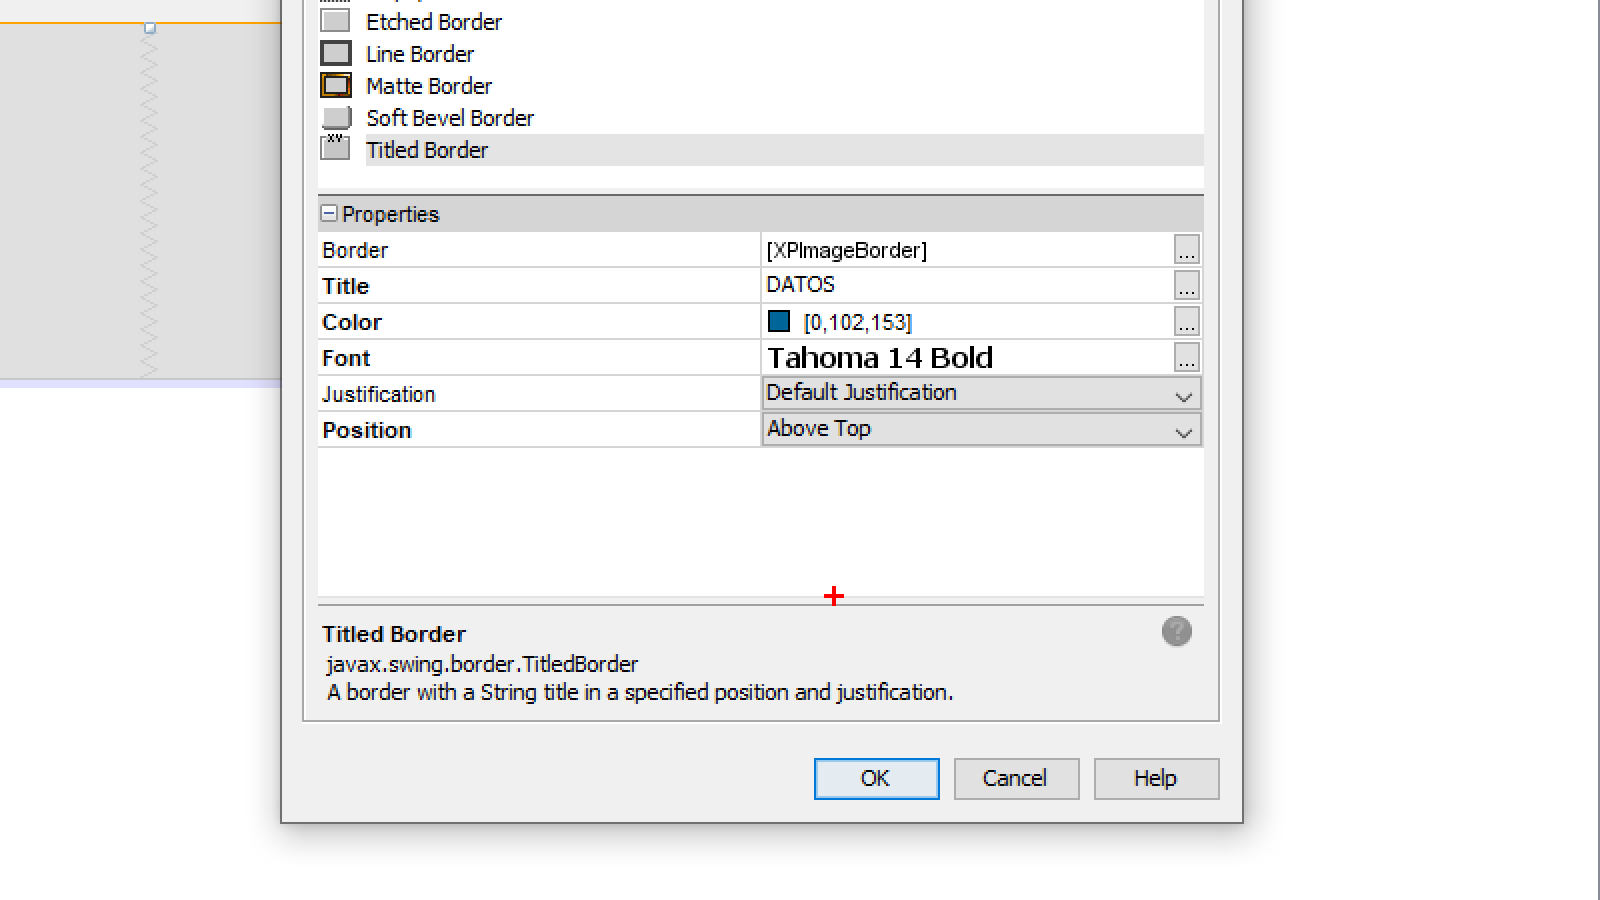 Etched Border
Line Border
Matte Border
Soft Bevel Border
XY
Titled Border
Properties
Border [XPImageBorder] ...
Title DATOS ...
Color [0,102,153] ...
Font Tahoma 14 Bold ...
Justification Default Justification
Position Above Top
Titled Border ?
javax.swing.border.TitledBorder
A border with a String title in a specified position and justification.
OK Cancel Help